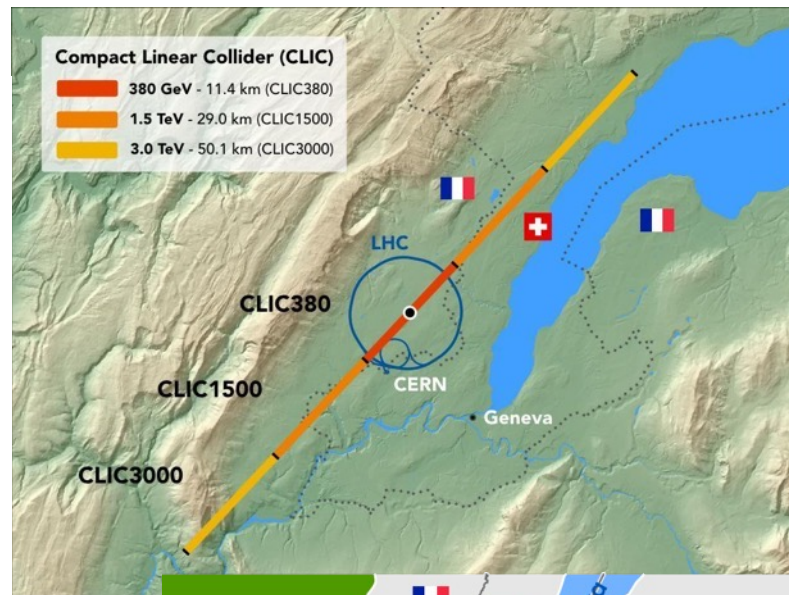 Compact Linear Collider (CLIC)
380 GeV - 11.4 km (CLIC380)
1.5 TeV - 29.0 km (CLIC1500)
3.0 TeV - 50.1 km (CLIC3000)
LHC
CLIC380
CLIC1500
CERN
Geneva
CLIC3000